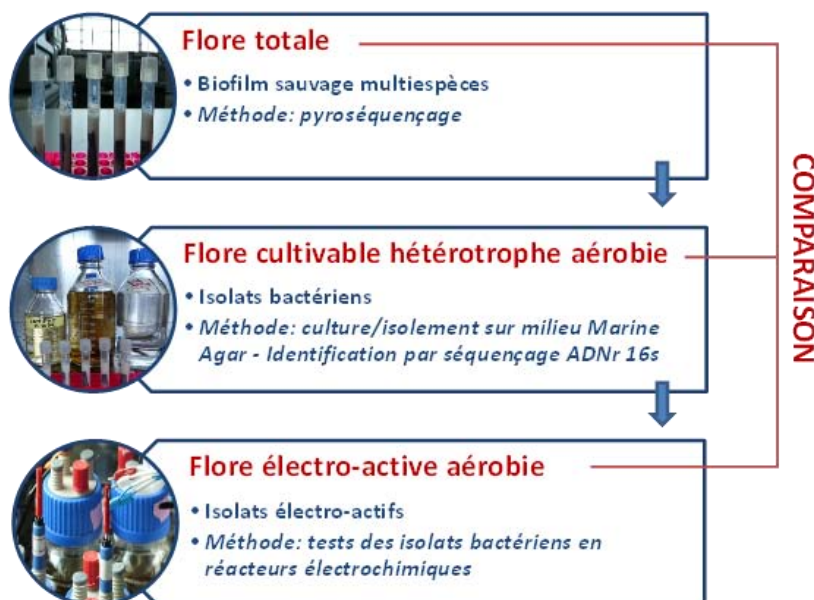 Flore totale
• Biofilm sauvage multiespèces
• Méthode: pyroséquençage
Flore cultivable hétérotrophe aérobie
• Isolats bactériens
• Méthode: culture/isolement sur milieu Marine
Agar - Identification par séquençage ADNr 16s
Flore électro-active aérobie
• Isolats électro-actifs
• Méthode: tests des isolats bactériens en
réacteurs électrochimiques
COMPARAISON